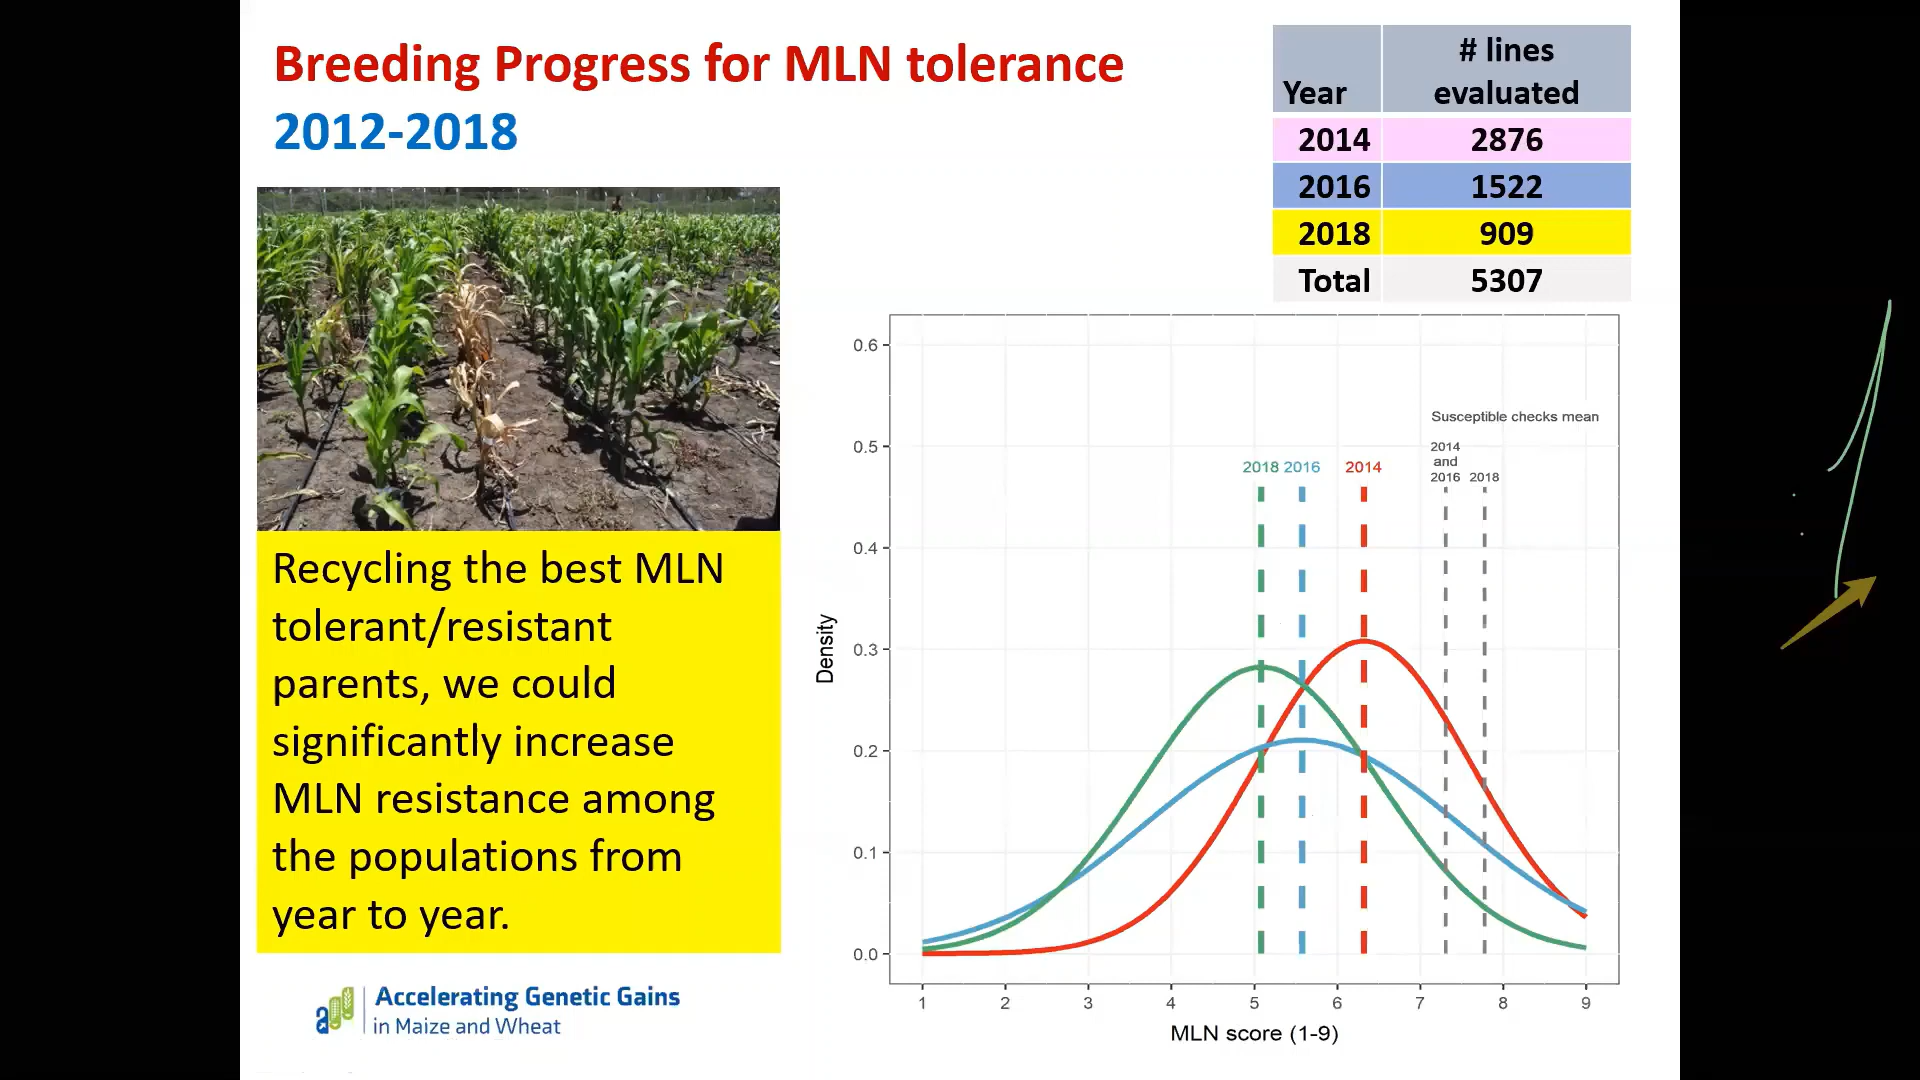 Breeding Progress for MLN tolerance
2012-2018
Year
# lines
evaluated
2014 2876
2016 1522
2018 909
Total 5307
Recycling the best MLN
tolerant/resistant
parents, we could
significantly increase
MLN resistance among
the populations from
year to year.
Accelerating Genetic Gains
in Maize and Wheat
Susceptible checks mean
2014
and
2016 2018
2018 2016 2014
0.6
0.5
0.4
0.3
0.2
0.1
0.0
Density
1 2 3 4 5 6 7 8 9
MLN score (1-9)